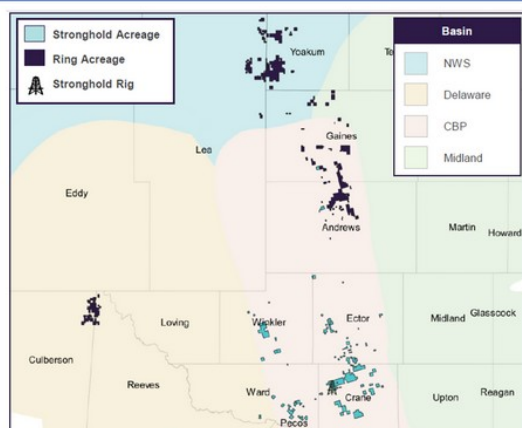 Stronghold Acreage
Ring Acreage
Stronghold Rig
Basin
NWS
Delaware
CBP
Midland
Yoakum
Gaines
Lea
Eddy
Andrews
Martin
Howard
Winkler
Ector
Loving
Midland
Glasscock
Culberson
Reeves
Ward
Crane
Upton
Reagan
Pecos